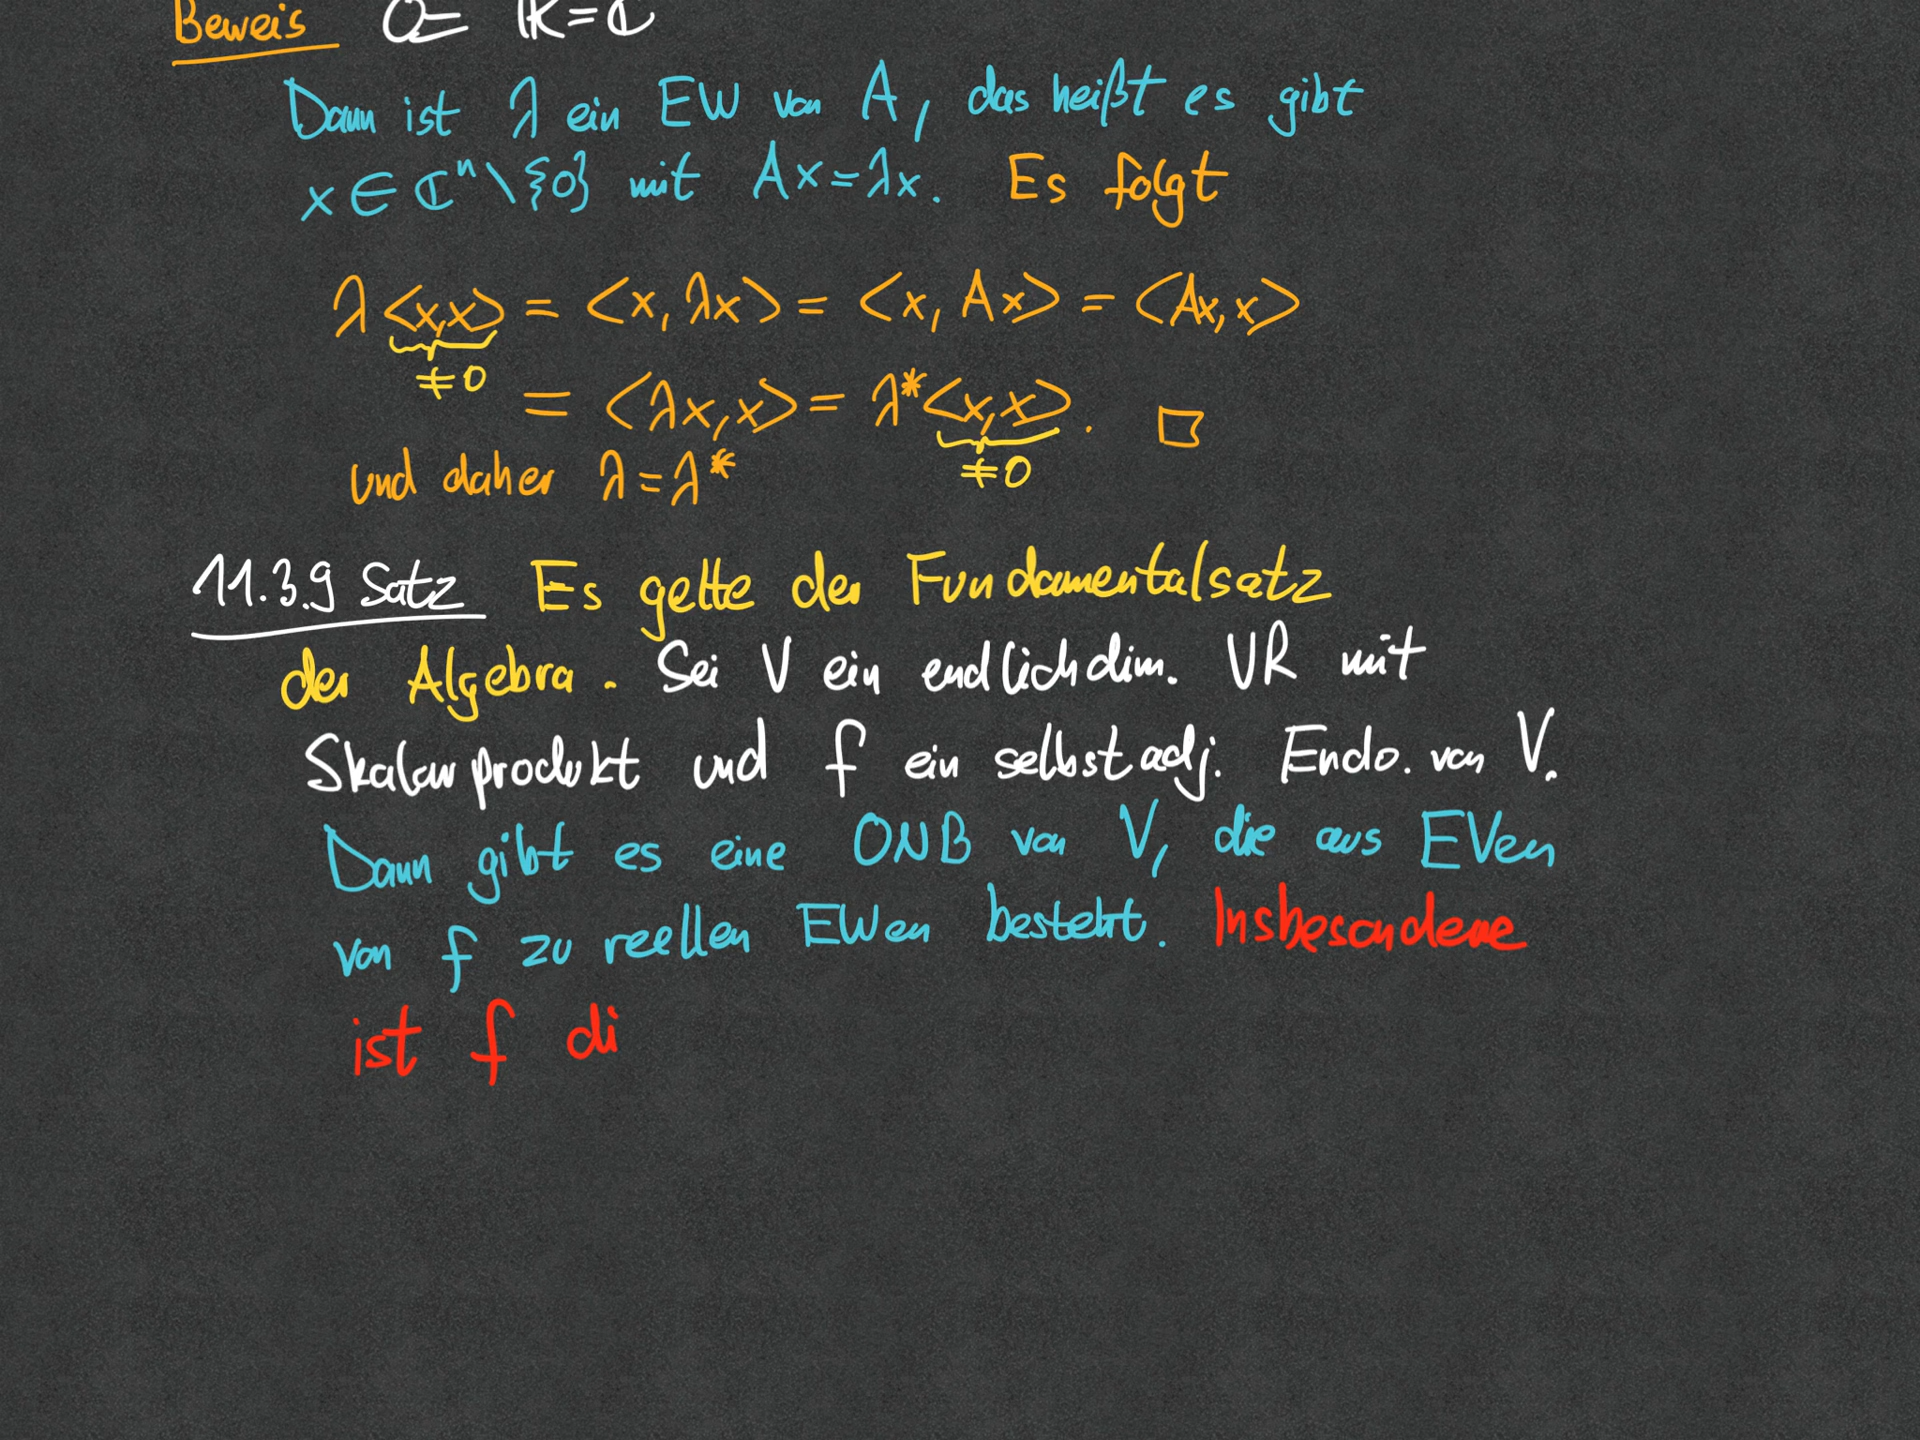 Beweis Œ 𝕂=ℂ
Dann ist λ ein EW von A, das heißt es gibt
x∈ℂⁿ\{0} mit Ax=λx. Es folgt
λ<x,x> = <x,λx> = <x,Ax> = <Ax,x>
≠0
= <λx,x> = λ*<x,x>. □
≠0
und daher λ=λ*
11.3.9 Satz Es gelte der Fundamentalsatz
der Algebra. Sei V ein endlichdim. VR mit
Skalarprodukt und f ein selbstadj. Endo. von V.
Dann gibt es eine ONB von V, die aus EVen
von f zu reellen EWen besteht. Insbesondere
ist f di